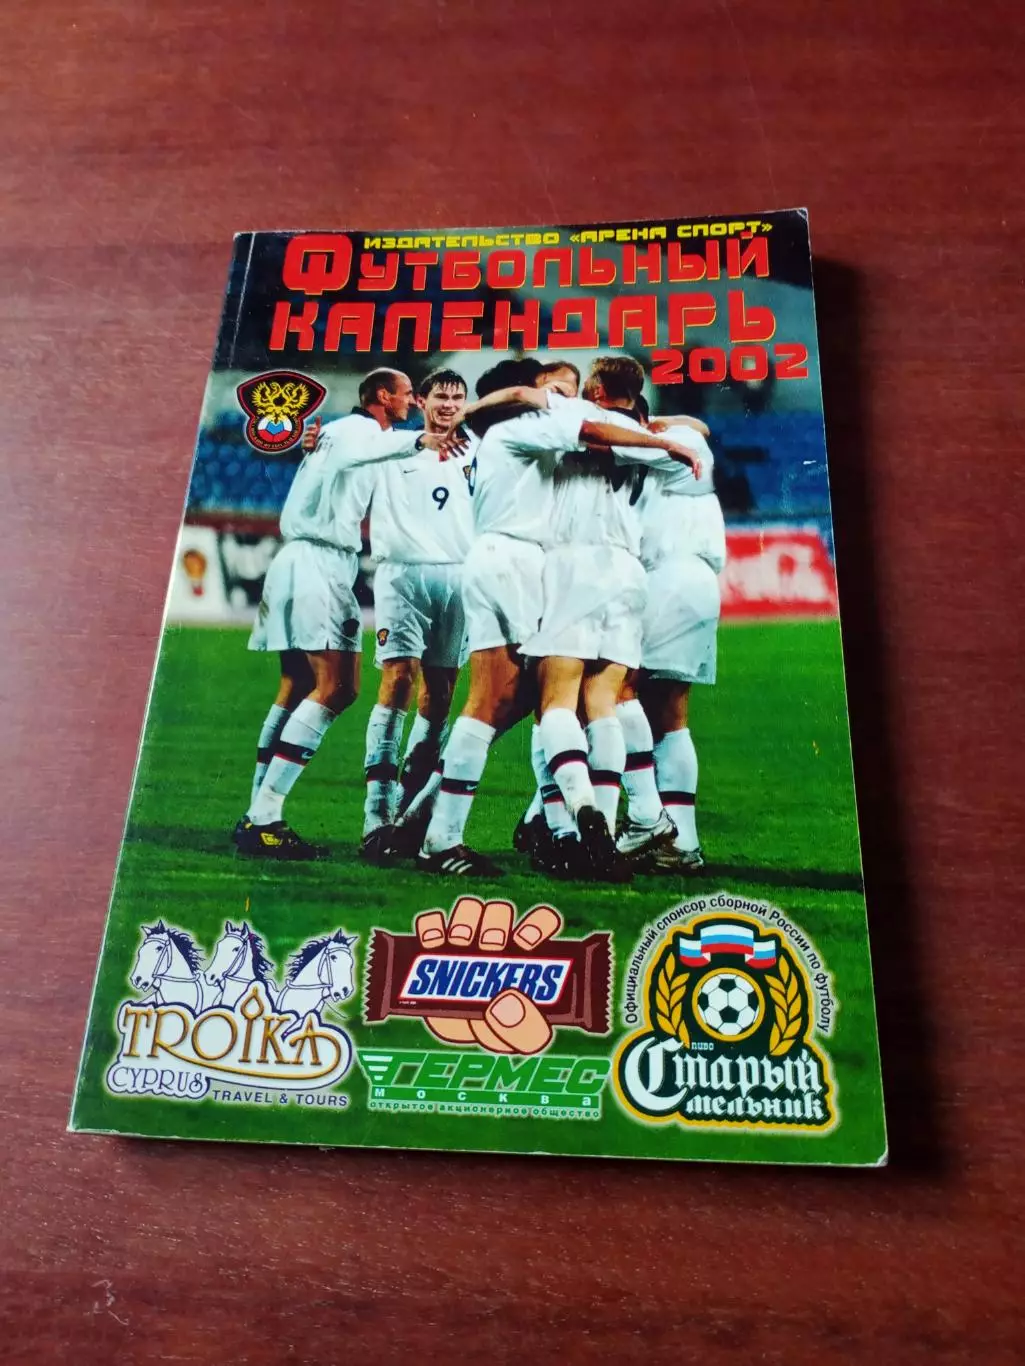 ИЗДАТЕЛЬСТВО «АРЕНА СПОРТ»
ФУТБОЛЬНЫЙ
КАЛЕНДАРЬ
2002
9
TROIKA
CYPRUS
TRAVEL & TOURS
SNICKERS
ГЕРМЕС
МОСКВА
открытое акционерное общество
Официальный спонсор сборной России по футболу
пиво
Старый
мельник